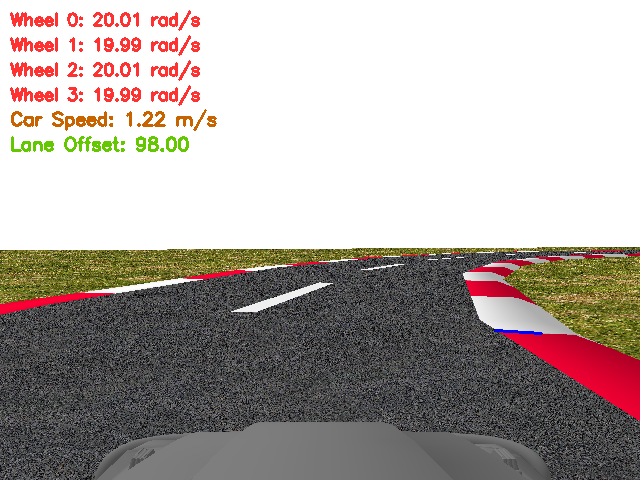 Wheel 0: 20.01 rad/s
Wheel 1: 19.99 rad/s
Wheel 2: 20.01 rad/s
Wheel 3: 19.99 rad/s
Car Speed: 1.22 m/s
Lane Offset: 98.00